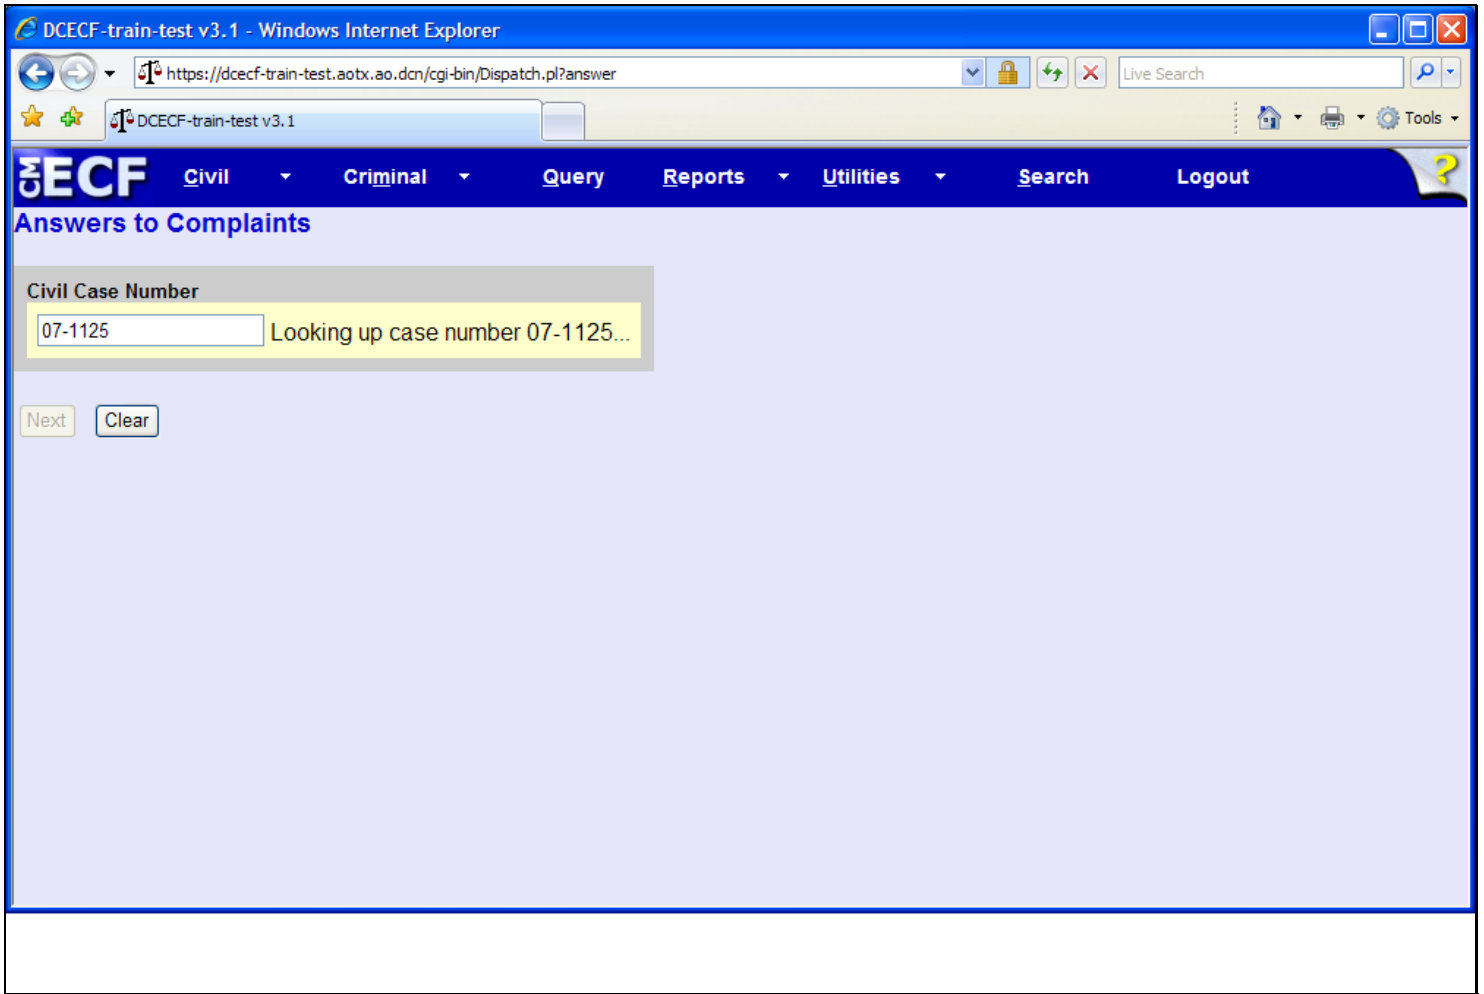 DCECF-train-test v3.1 - Windows Internet Explorer
https://dcecf-train-test.aotx.ao.dcn/cgi-bin/Dispatch.pl?answer
Live Search
DCECF-train-test v3.1
Tools
CM ECF Civil Criminal Query Reports Utilities Search Logout ?
Answers to Complaints
Civil Case Number
07-1125 Looking up case number 07-1125...
Next Clear